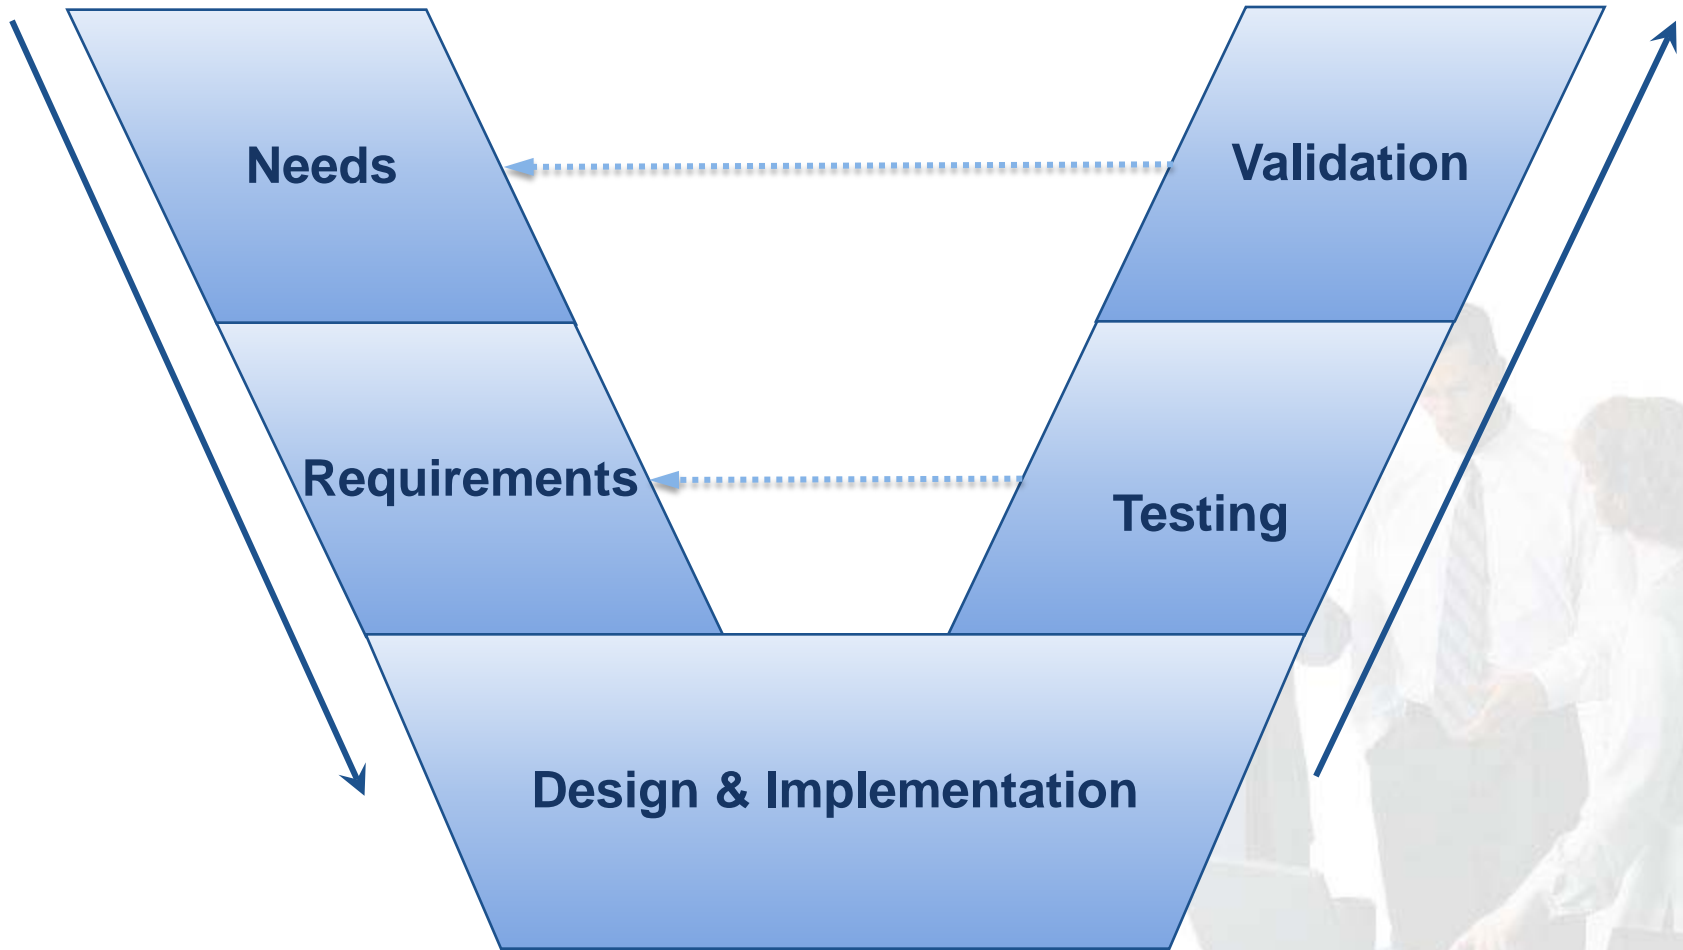 Needs
Validation
Requirements
Testing
Design & Implementation